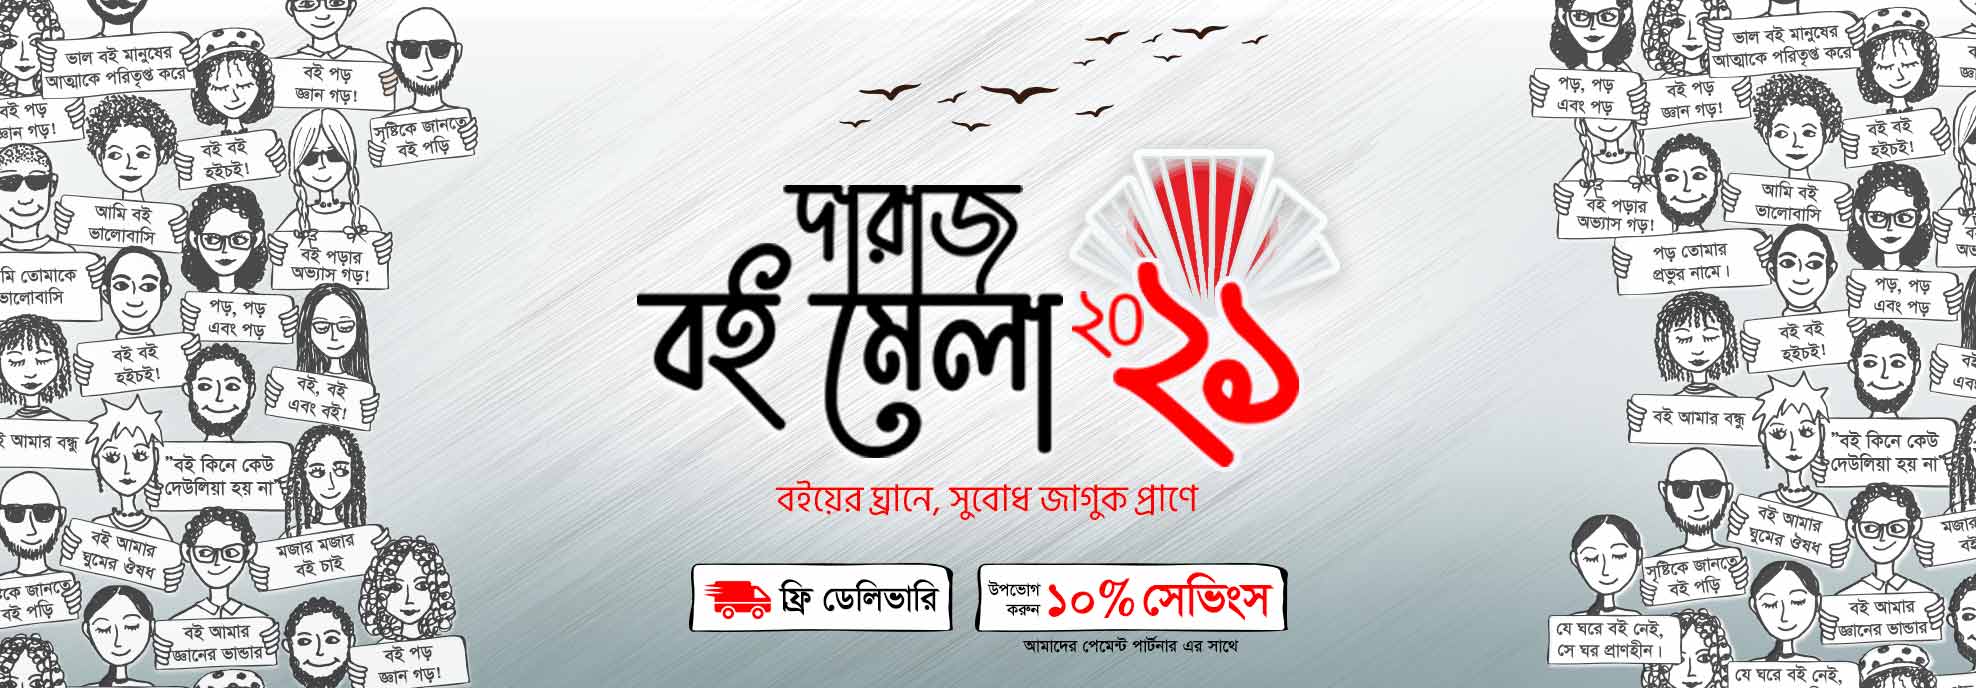 ভাল বই মানুষের
আত্মাকে পরিতৃপ্ত করে
বই পড়
জ্ঞান গড়!
সৃষ্টিকে জানতে
বই পড়ি
বই পড়
জ্ঞান গড়!
বই বই
হইচই!
আমি বই
ভালোবাসি
বই পড়ার
অভ্যাস গড়!
তোমাকে
ভালোবাসি
পড়, পড়
এবং পড়
বই বই
হইচই!
বই, বই
এবং বই!
আমার বন্ধু
"বই কিনে কেউ
দেউলিয়া হয় না"
বই আমার
ঘুমের ঔষধ
মজার মজার
বই চাই
জানতে
বই পড়ি
বই আমার
জ্ঞানের ভান্ডার
বই পড়
জ্ঞান গড়!
দারাজ
বই মেলা ২০২১
বইয়ের ঘ্রানে, সুবোধ জাগুক প্রাণে
ফ্রি ডেলিভারি
উপভোগ
করুন ১০% সেভিংস
আমাদের পেমেন্ট পার্টনার এর সাথে
ভাল বই মানুষের
আত্মাকে পরিতৃপ্ত করে
পড়, পড়
এবং পড়
বই পড়
জ্ঞান গড়!
বই বই
হইচই!
আমি বই
ভালোবাসি
বই পড়ার
অভ্যাস গড়!
পড় তোমার
প্রভুর নামে।
পড়, পড়
এবং পড়
বই বই
হইচই!
বই আমার বন্ধু
"বই কিনে কেউ
দেউলিয়া হয় না"
বই আমার
ঘুমের ঔষধ
মজার
সৃষ্টিকে জানতে
বই পড়ি
বই আমার
জ্ঞানের ভান্ডার
যে ঘরে বই নেই,
সে ঘর প্রাণহীন।
যে ঘরে বই নেই,